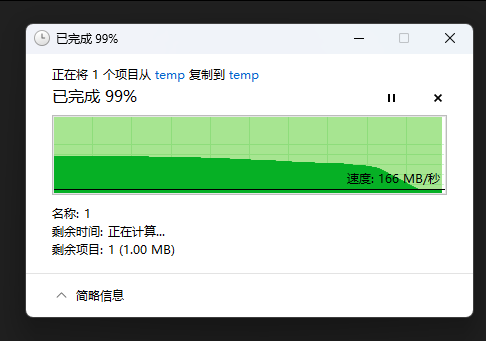 已完成 99%
正在将 1 个项目从 temp 复制到 temp
已完成 99%
速度: 166 MB/秒
名称: 1
剩余时间: 正在计算...
剩余项目: 1 (1.00 MB)
简略信息